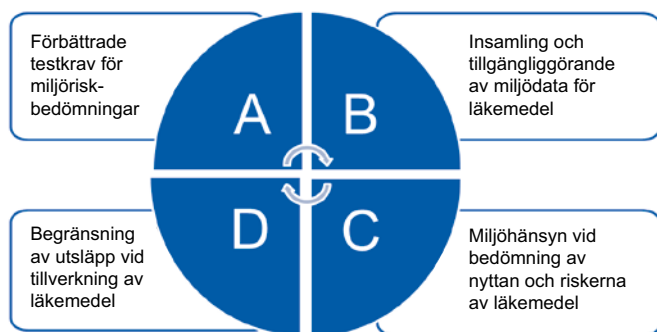 Förbättrade
testkrav för
miljörisk-
bedömningar
A
B
Insamling och
tillgängliggörande
av miljödata för
läkemedel
D
C
Begränsning
av utsläpp vid
tillverkning av
läkemedel
Miljöhänsyn vid
bedömning av
nyttan och riskerna
av läkemedel